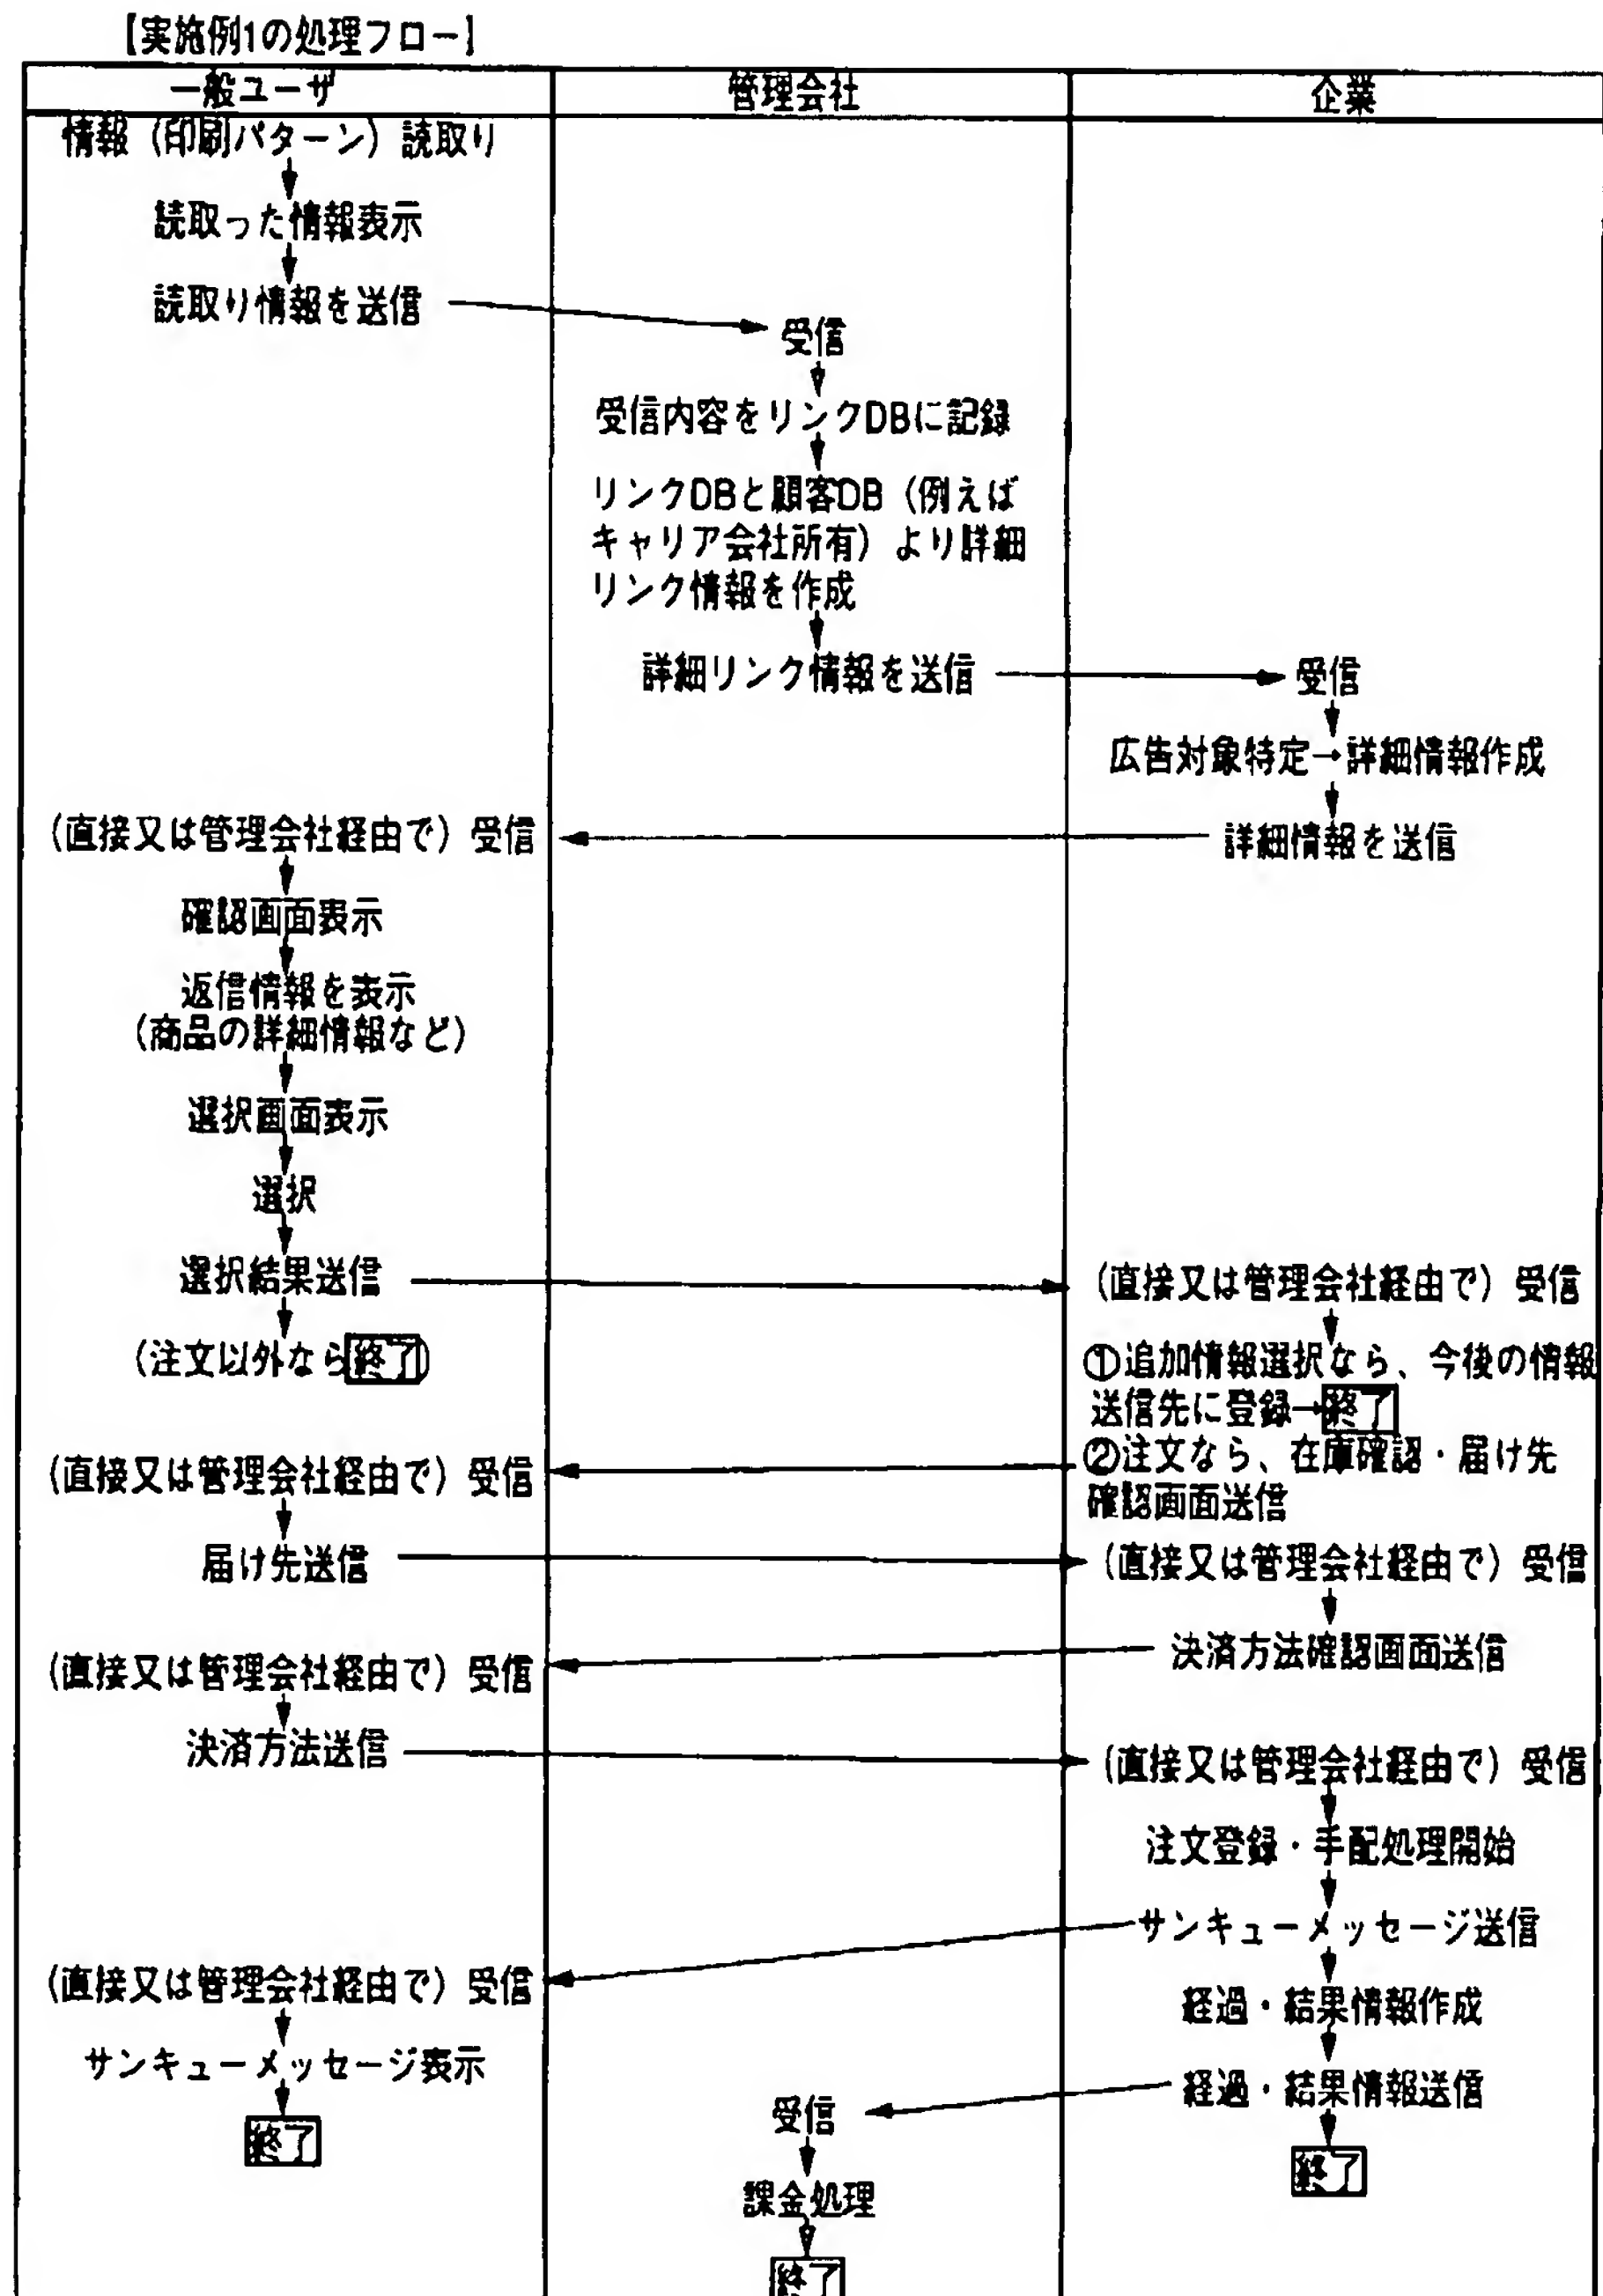 【実施例1の処理フロー】
一般ユーザ
管理会社
企業
情報（印刷パターン）読取り
読取った情報表示
読取り情報を送信
受信
受信内容をリンクDBに記録
リンクDBと顧客DB（例えば
キャリア会社所有）より詳細
リンク情報を作成
詳細リンク情報を送信
受信
広告対象特定→詳細情報作成
詳細情報を送信
（直接又は管理会社経由で）受信
確認画面表示
返信情報を表示
（商品の詳細情報など）
選択画面表示
選択
選択結果送信
（直接又は管理会社経由で）受信
（注文以外なら終了）
①追加情報選択なら、今後の情報
送信先に登録→終了
②注文なら、在庫確認・届け先
確認画面送信
（直接又は管理会社経由で）受信
届け先送信
（直接又は管理会社経由で）受信
決済方法確認画面送信
（直接又は管理会社経由で）受信
決済方法送信
（直接又は管理会社経由で）受信
注文登録・手配処理開始
サンキューメッセージ送信
（直接又は管理会社経由で）受信
サンキューメッセージ表示
終了
経過・結果情報作成
経過・結果情報送信
終了
受信
課金処理
終了